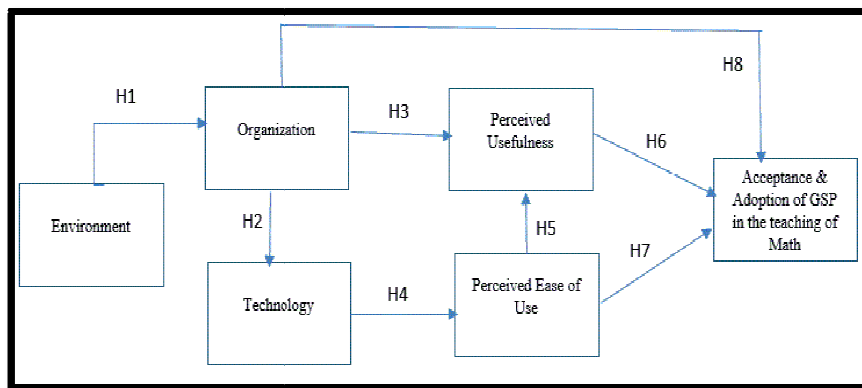 H8
H1
Organization
H3
Perceived
Usefulness
H6
Acceptance &
Adoption of GSP
in the teaching of
Math
Environment
H2
H5
H7
Technology
H4
Perceived Ease of
Use